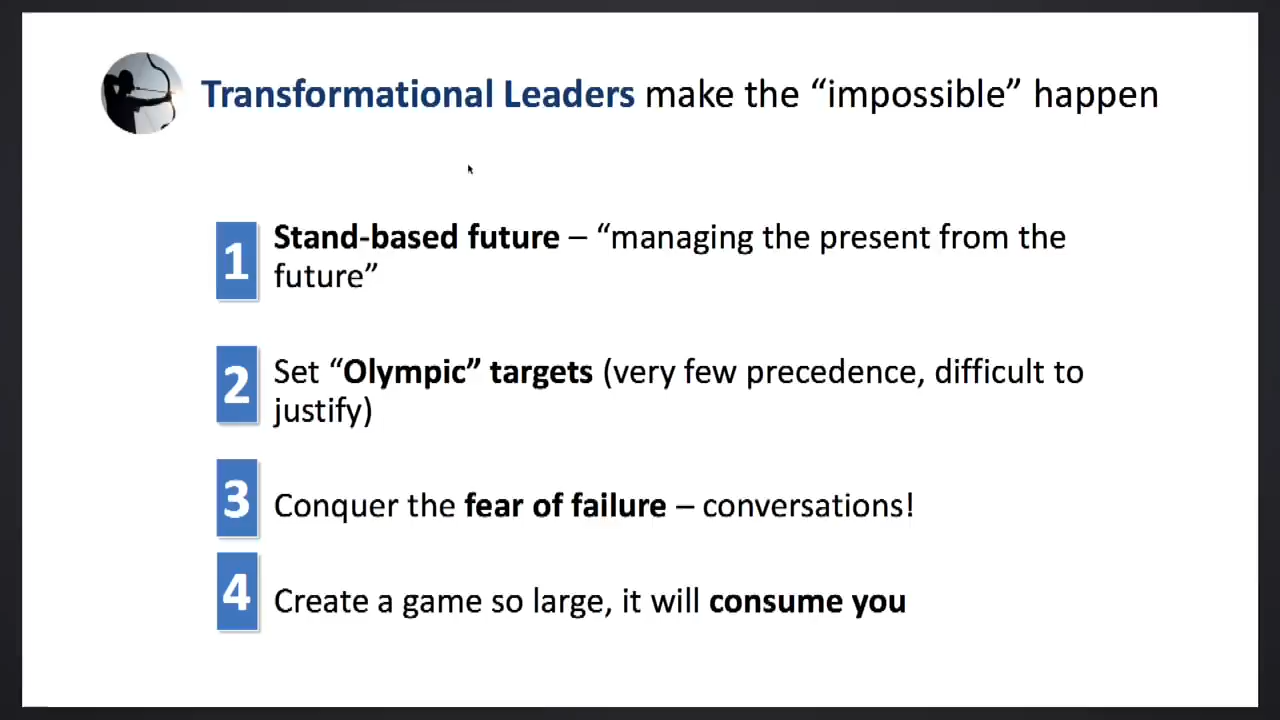 Transformational Leaders make the “impossible” happen
1
Stand-based future – “managing the present from the
future”
2
Set “Olympic” targets (very few precedence, difficult to
justify)
3
Conquer the fear of failure – conversations!
4
Create a game so large, it will consume you